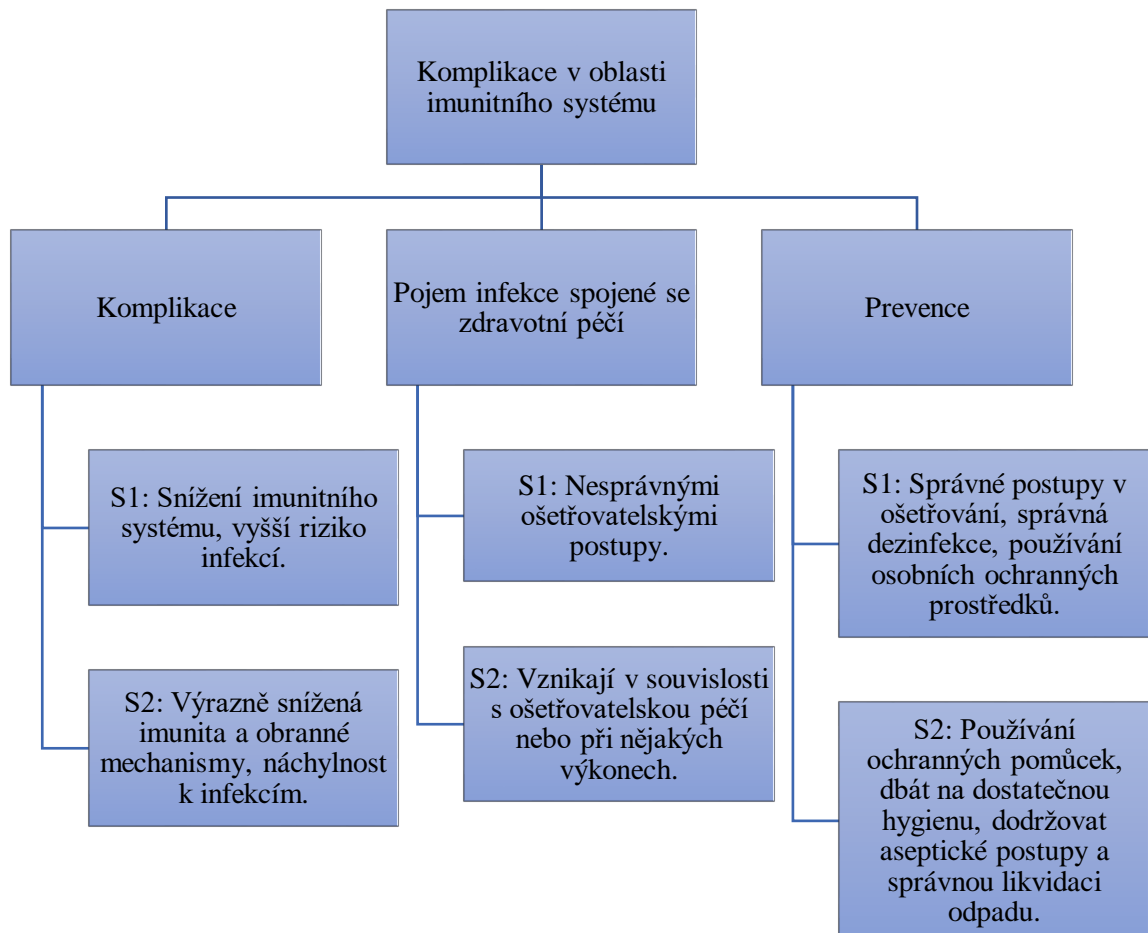 Komplikace v oblasti
imunitního systému
Komplikace
Pojem infekce spojené se
zdravotní péčí
Prevence
S1: Snížení imunitního
systému, vyšší riziko
infekcí.
S1: Nesprávnými
ošetřovatelskými
postupy.
S1: Správné postupy v
ošetřování, správná
dezinfekce, používání
osobních ochranných
prostředků.
S2: Výrazně snížená
imunita a obranné
mechanismy, náchylnost
k infekcím.
S2: Vznikají v souvislosti
s ošetřovatelskou péčí
nebo při nějakých
výkonech.
S2: Používání
ochranných pomůcek,
dbát na dostatečnou
hygienu, dodržovat
aseptické postupy a
správnou likvidaci
odpadu.